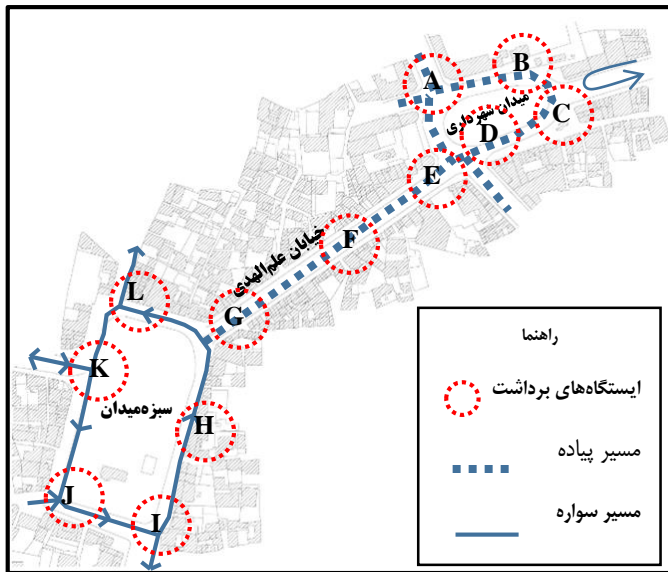 B
A
C
میدان شهرداری
D
E
خیابان علم‌الهدی
F
L
G
K
سبزه‌میدان
H
J
I
راهنما
ایستگاه‌های برداشت
مسیر پیاده
مسیر سواره